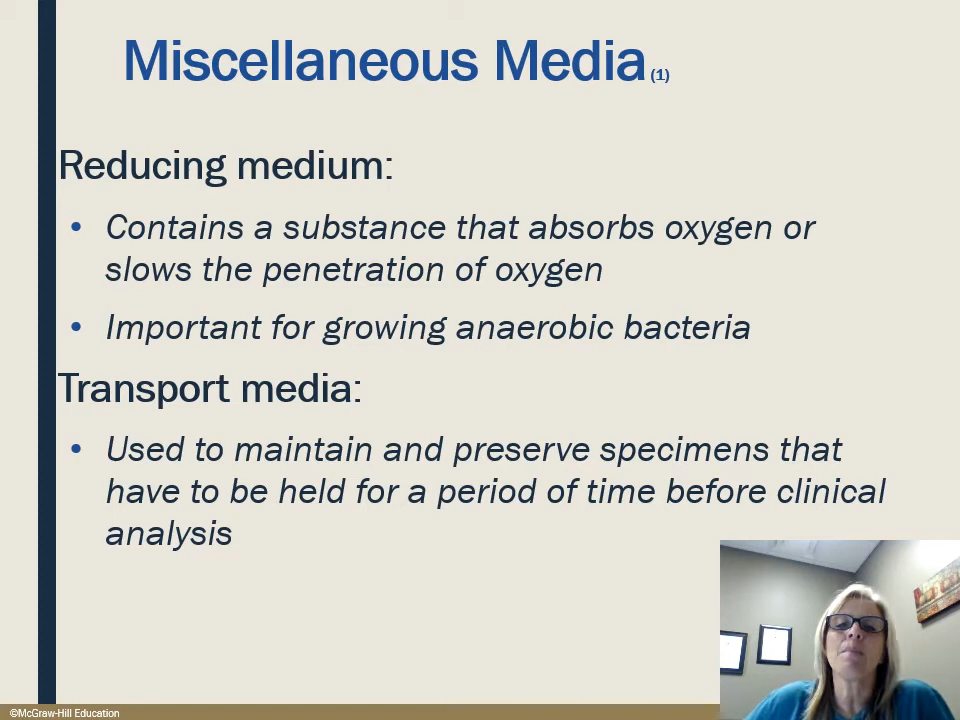 Miscellaneous Media (1)
Reducing medium:
• Contains a substance that absorbs oxygen or
slows the penetration of oxygen
• Important for growing anaerobic bacteria
Transport media:
• Used to maintain and preserve specimens that
have to be held for a period of time before clinical
analysis
©McGraw-Hill Education